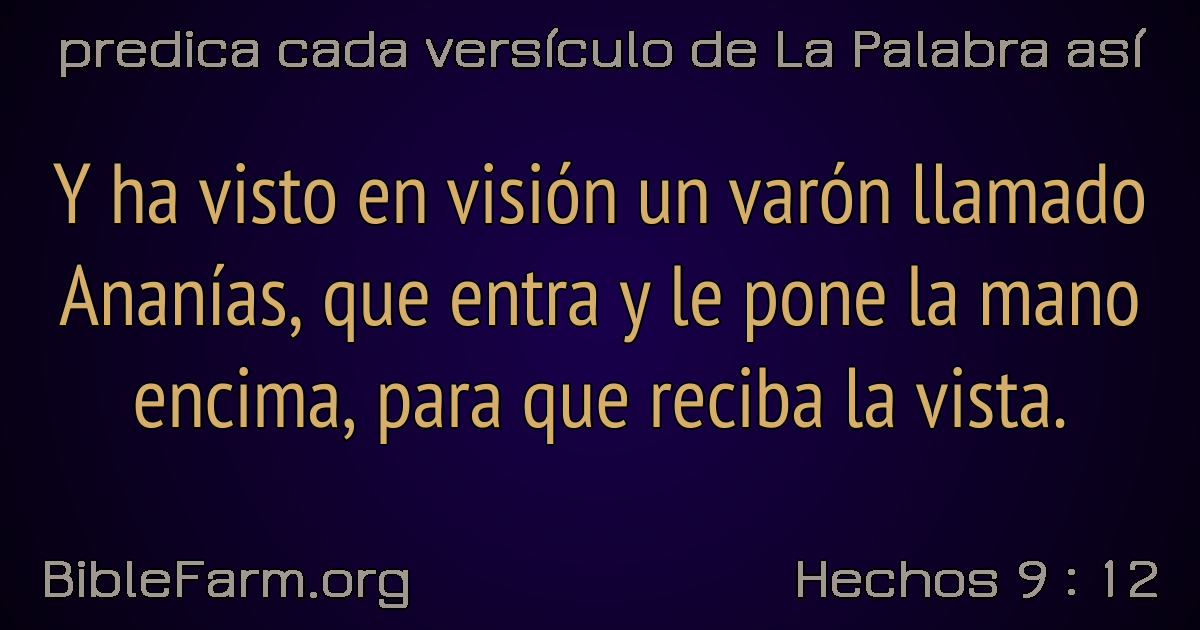 predica cada versículo de La Palabra así
Y ha visto en visión un varón llamado
Ananías, que entra y le pone la mano
encima, para que reciba la vista.
BibleFarm.org
Hechos 9 : 12